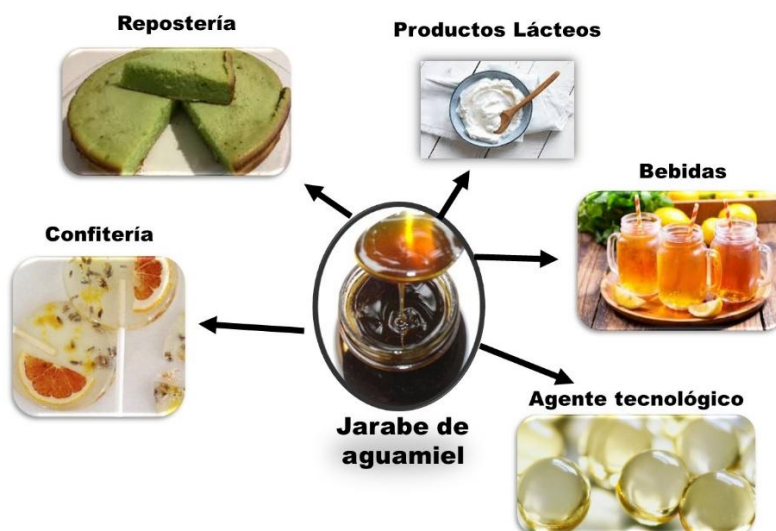 Repostería
Productos Lácteos
Bebidas
Confitería
Agente tecnológico
Jarabe de
aguamiel